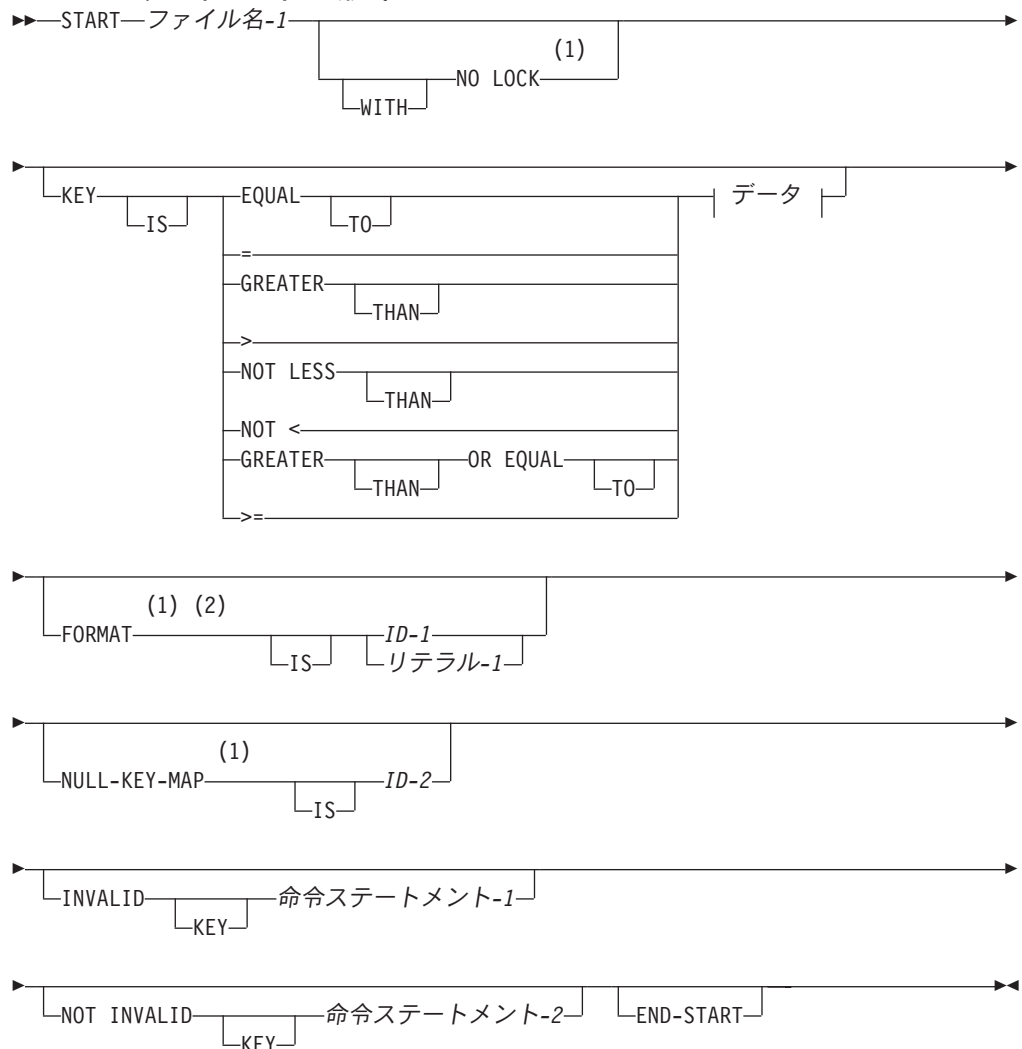 START ファイル名-1
(1)
NO LOCK
WITH
KEY IS EQUAL TO データ
=
GREATER THAN
>
NOT LESS THAN
NOT <
GREATER THAN OR EQUAL TO
>=
(1) (2)
FORMAT IS ID-1
リテラル-1
(1)
NULL-KEY-MAP IS ID-2
INVALID KEY 命令ステートメント-1
NOT INVALID KEY 命令ステートメント-2 END-START